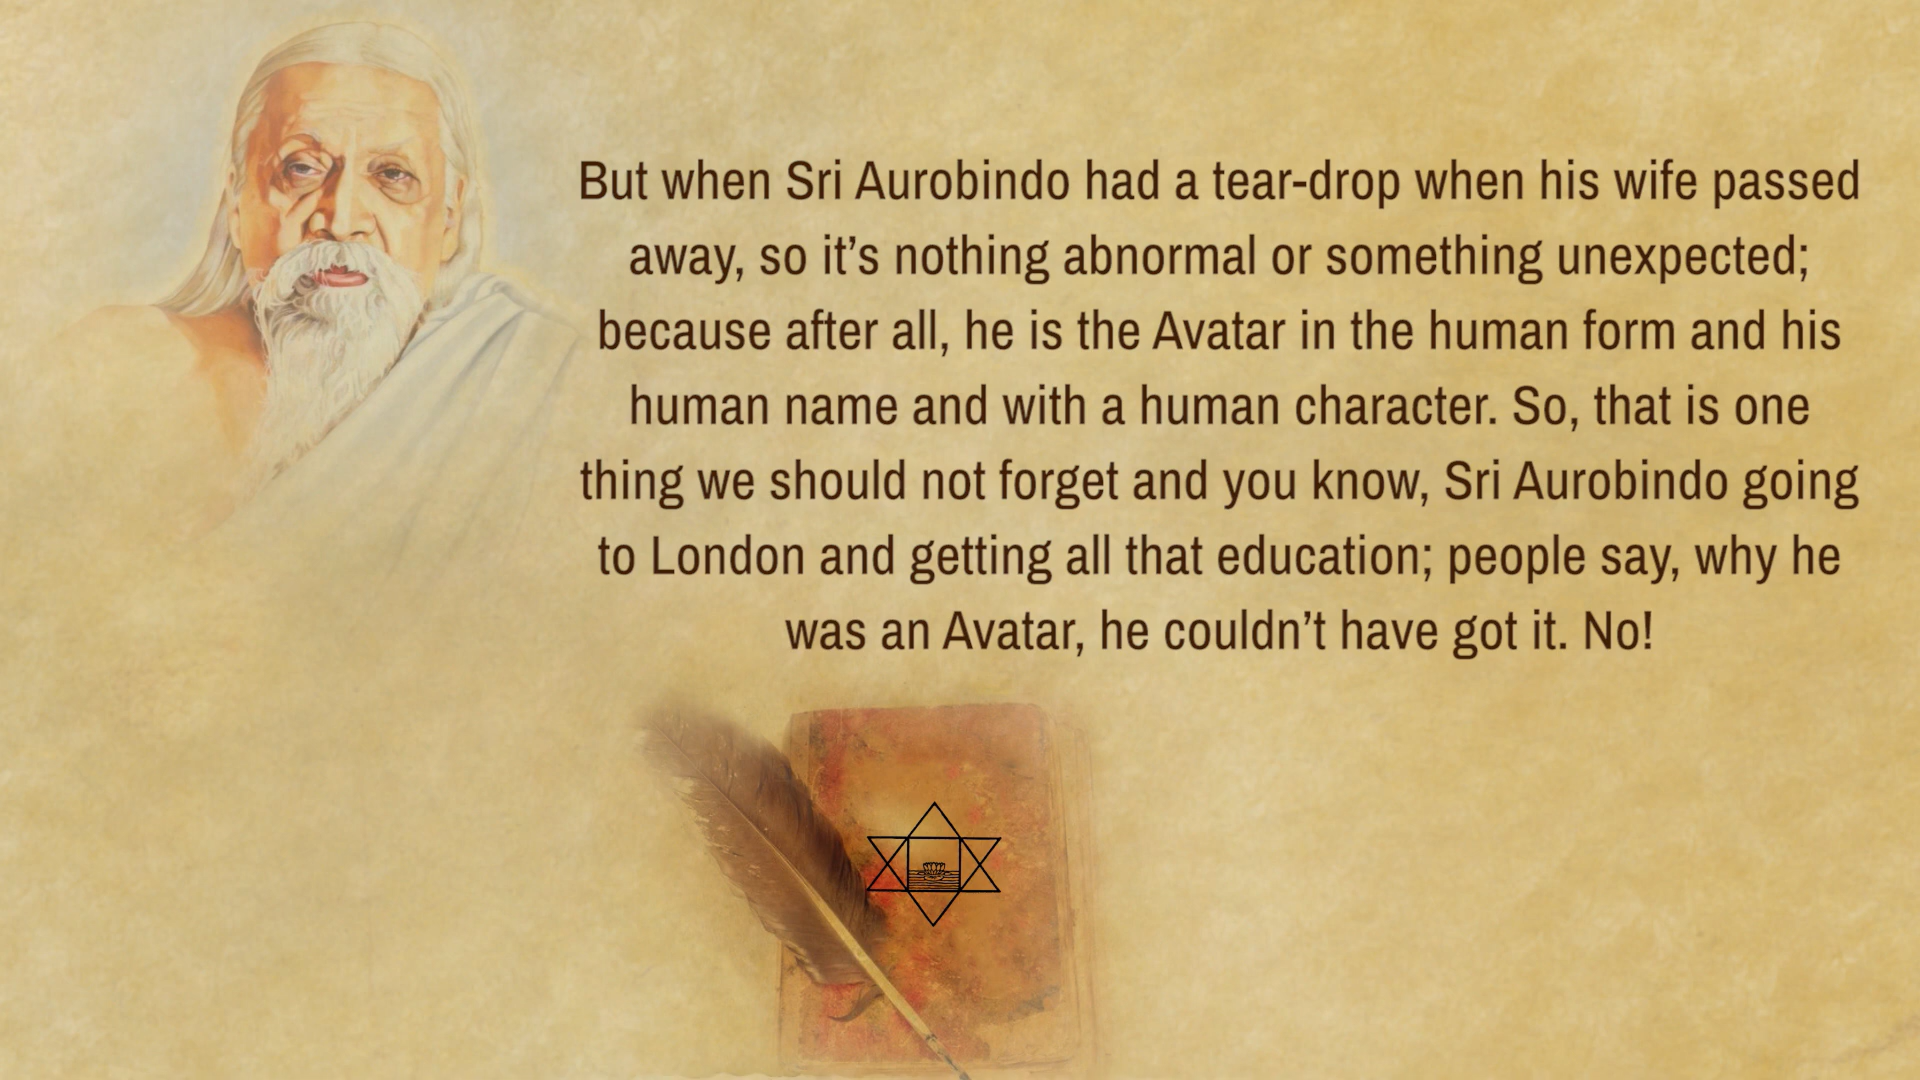 But when Sri Aurobindo had a tear-drop when his wife passed
away, so it’s nothing abnormal or something unexpected;
because after all, he is the Avatar in the human form and his
human name and with a human character. So, that is one
thing we should not forget and you know, Sri Aurobindo going
to London and getting all that education; people say, why he
was an Avatar, he couldn’t have got it. No!